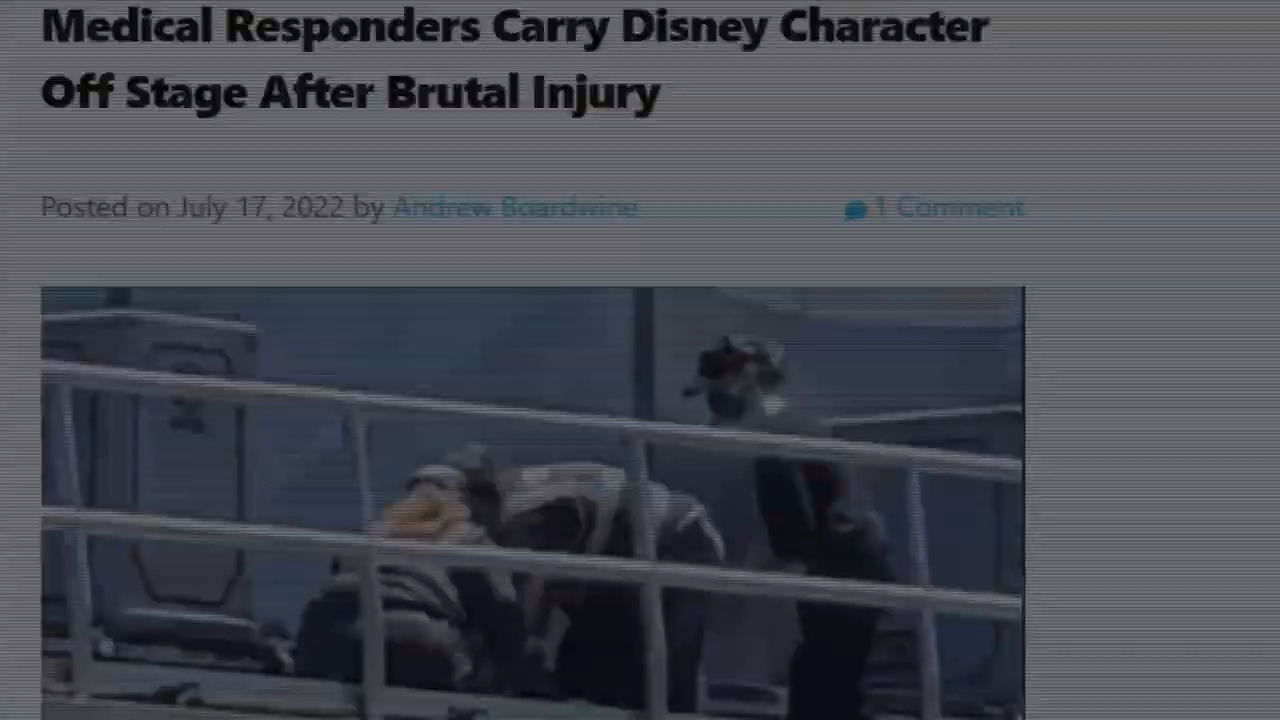 Medical Responders Carry Disney Character
Off Stage After Brutal Injury
Posted on July 17, 2022 by Andrew Boardwine
1 Comment